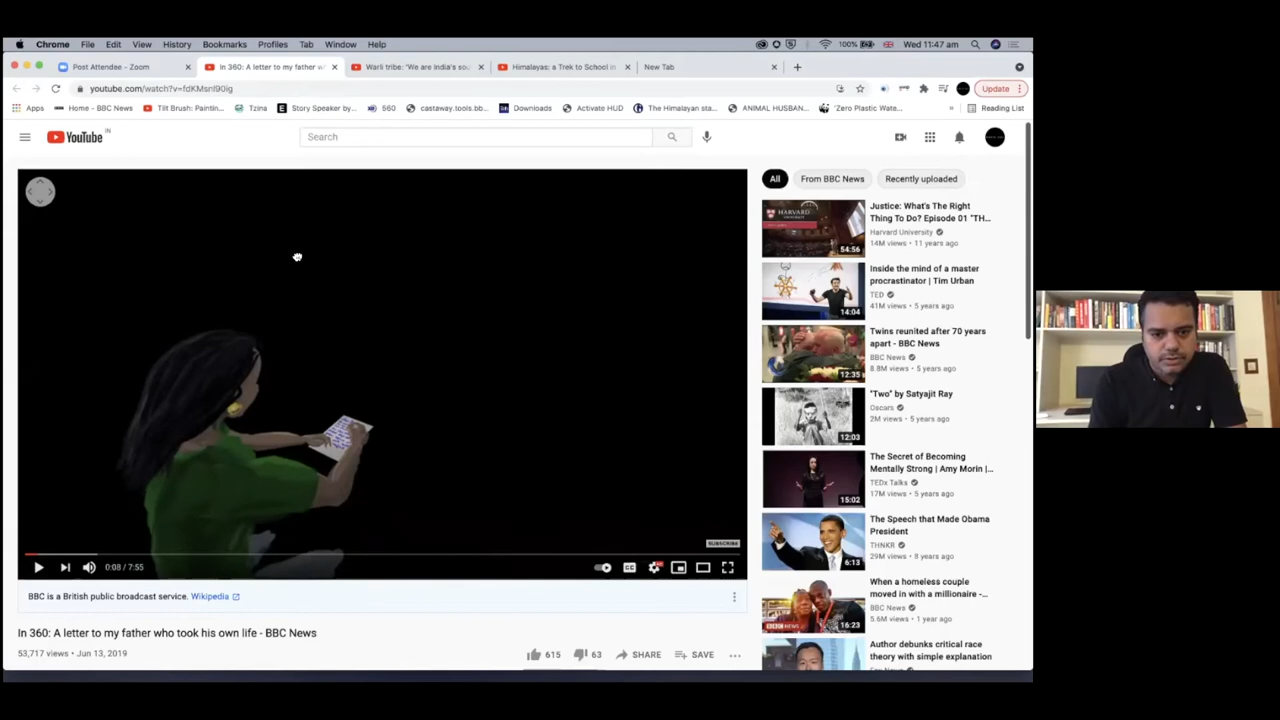 Chrome File Edit View History Bookmarks Profiles Tab Window Help 100% Wed 11:47 am
Post Attendee - Zoom In 360: A letter to my father w Warli tribe: 'We are India's sou Himalayas: a Trek to School in New Tab
youtube.com/watch?v=fdKMsnI90ig Update
Apps Home - BBC News Tilt Brush: Paintin... Tzina Story Speaker by... 560 castaway.tools.bb... Downloads Activate HUD The Himalayan sta... ANIMAL HUSBAN... 'Zero Plastic Wate... » Reading List
YouTube IN Search
All From BBC News Recently uploaded
HARVARD
UNIVERSITY
54:56
Justice: What's The Right
Thing To Do? Episode 01 "TH...
Harvard University
14M views • 11 years ago
14:04
Inside the mind of a master
procrastinator | Tim Urban
TED
41M views • 5 years ago
12:35
Twins reunited after 70 years
apart - BBC News
BBC News
8.8M views • 5 years ago
12:03
"Two" by Satyajit Ray
Oscars
2M views • 5 years ago
15:02
The Secret of Becoming
Mentally Strong | Amy Morin |...
TEDx Talks
17M views • 5 years ago
6:13
The Speech that Made Obama
President
THNKR
29M views • 8 years ago
BBC NEWS
16:23
When a homeless couple
moved in with a millionaire -...
BBC News
5.6M views • 1 year ago
Author debunks critical race
theory with simple explanation
SUBSCRIBE
0:08 / 7:55
CC
BBC is a British public broadcast service. Wikipedia
In 360: A letter to my father who took his own life - BBC News
53,717 views • Jun 13, 2019
615 63 SHARE SAVE